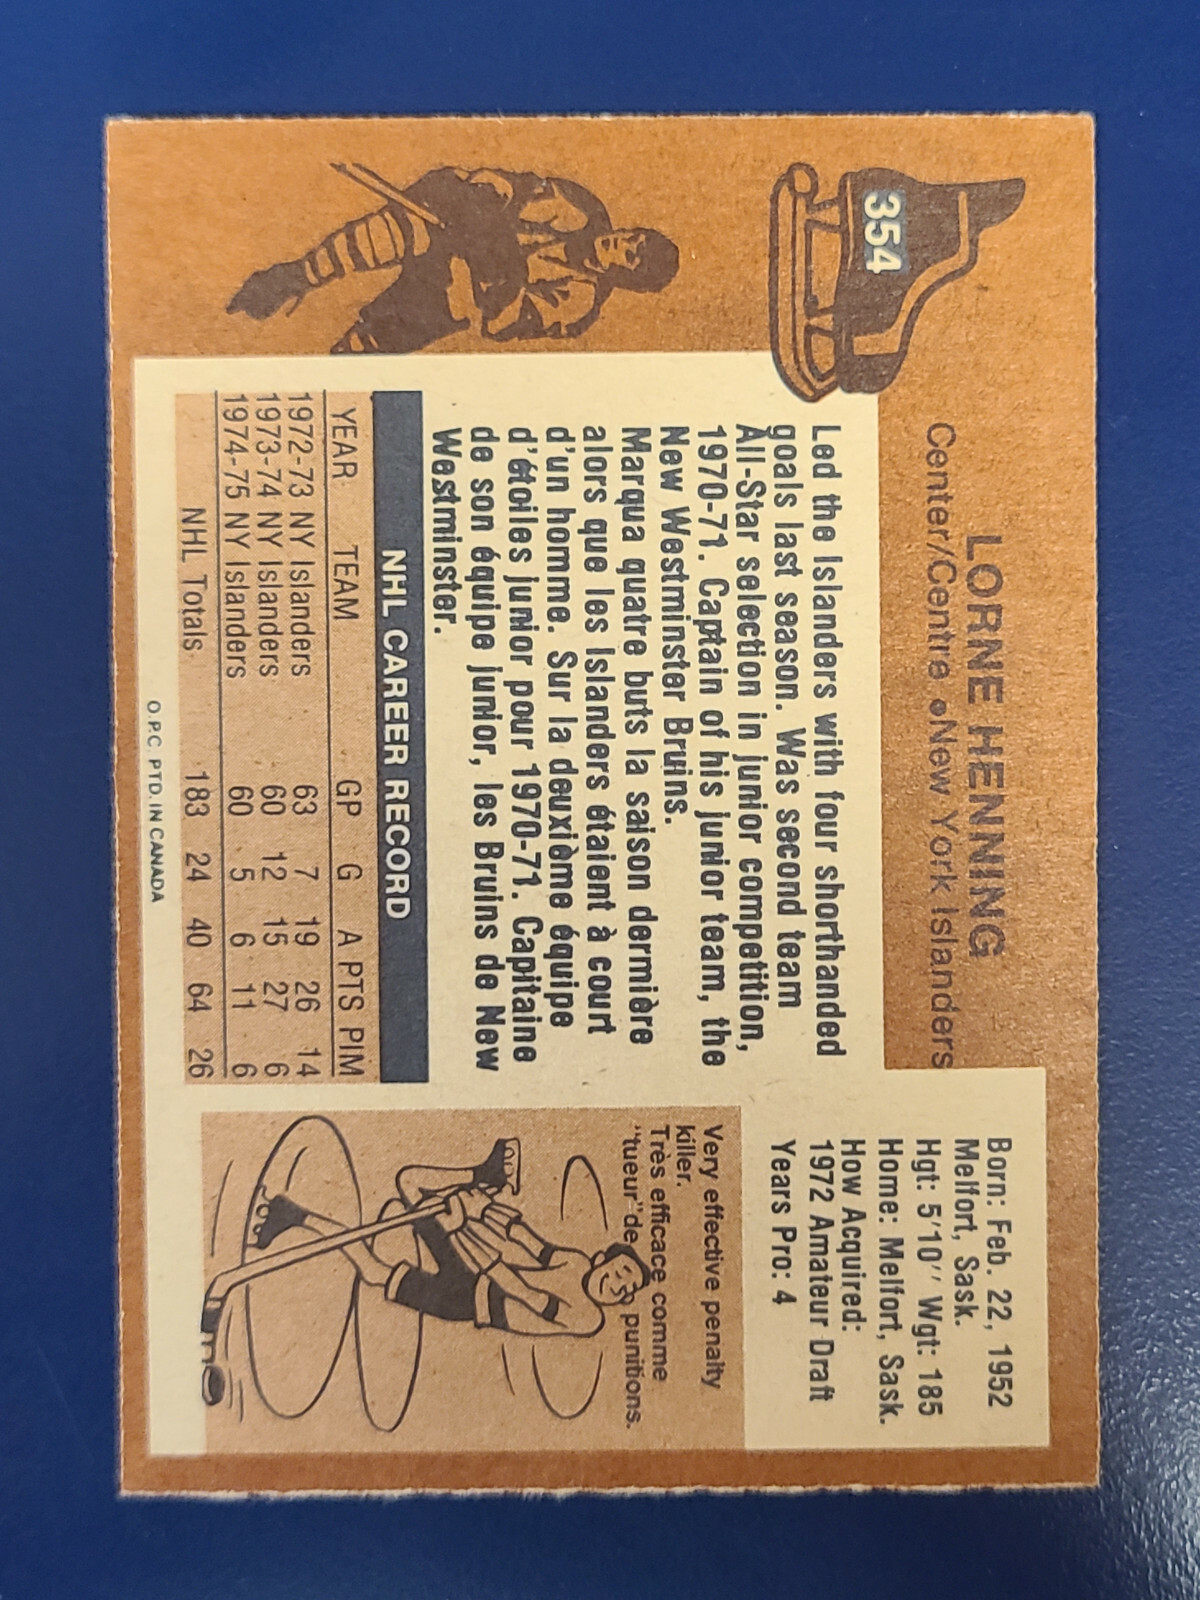 354
LORNE HENNING
Center/Centre •New York Islanders
Born: Feb. 22, 1952
Melfort, Sask.
Hgt: 5'10" Wgt: 185
Home: Melfort, Sask.
How Acquired:
1972 Amateur Draft
Years Pro: 4
Led the Islanders with four shorthanded
goals last season. Was second team
All-Star selection in junior competition,
1970-71. Captain of his junior team, the
New Westminster Bruins.
Marqua quatre buts la saison dermière
alors que les Islanders étaient à court
d'un homme. Sur la deuxième équipe
d'étoiles junior pour 1970-71. Capitaine
de son équipe junior, les Bruins de New
Westminster.
NHL CAREER RECORD
YEAR TEAM GP G A PTS PIM
1972-73 NY Islanders 63 7 19 26 14
1973-74 NY Islanders 60 12 15 27 6
1974-75 NY Islanders 60 5 6 11 6
NHL Totals 183 24 40 64 26
Very effective penalty
killer.
Très efficace comme
"tueur" de punitions.
O.P.C. PTD. IN CANADA